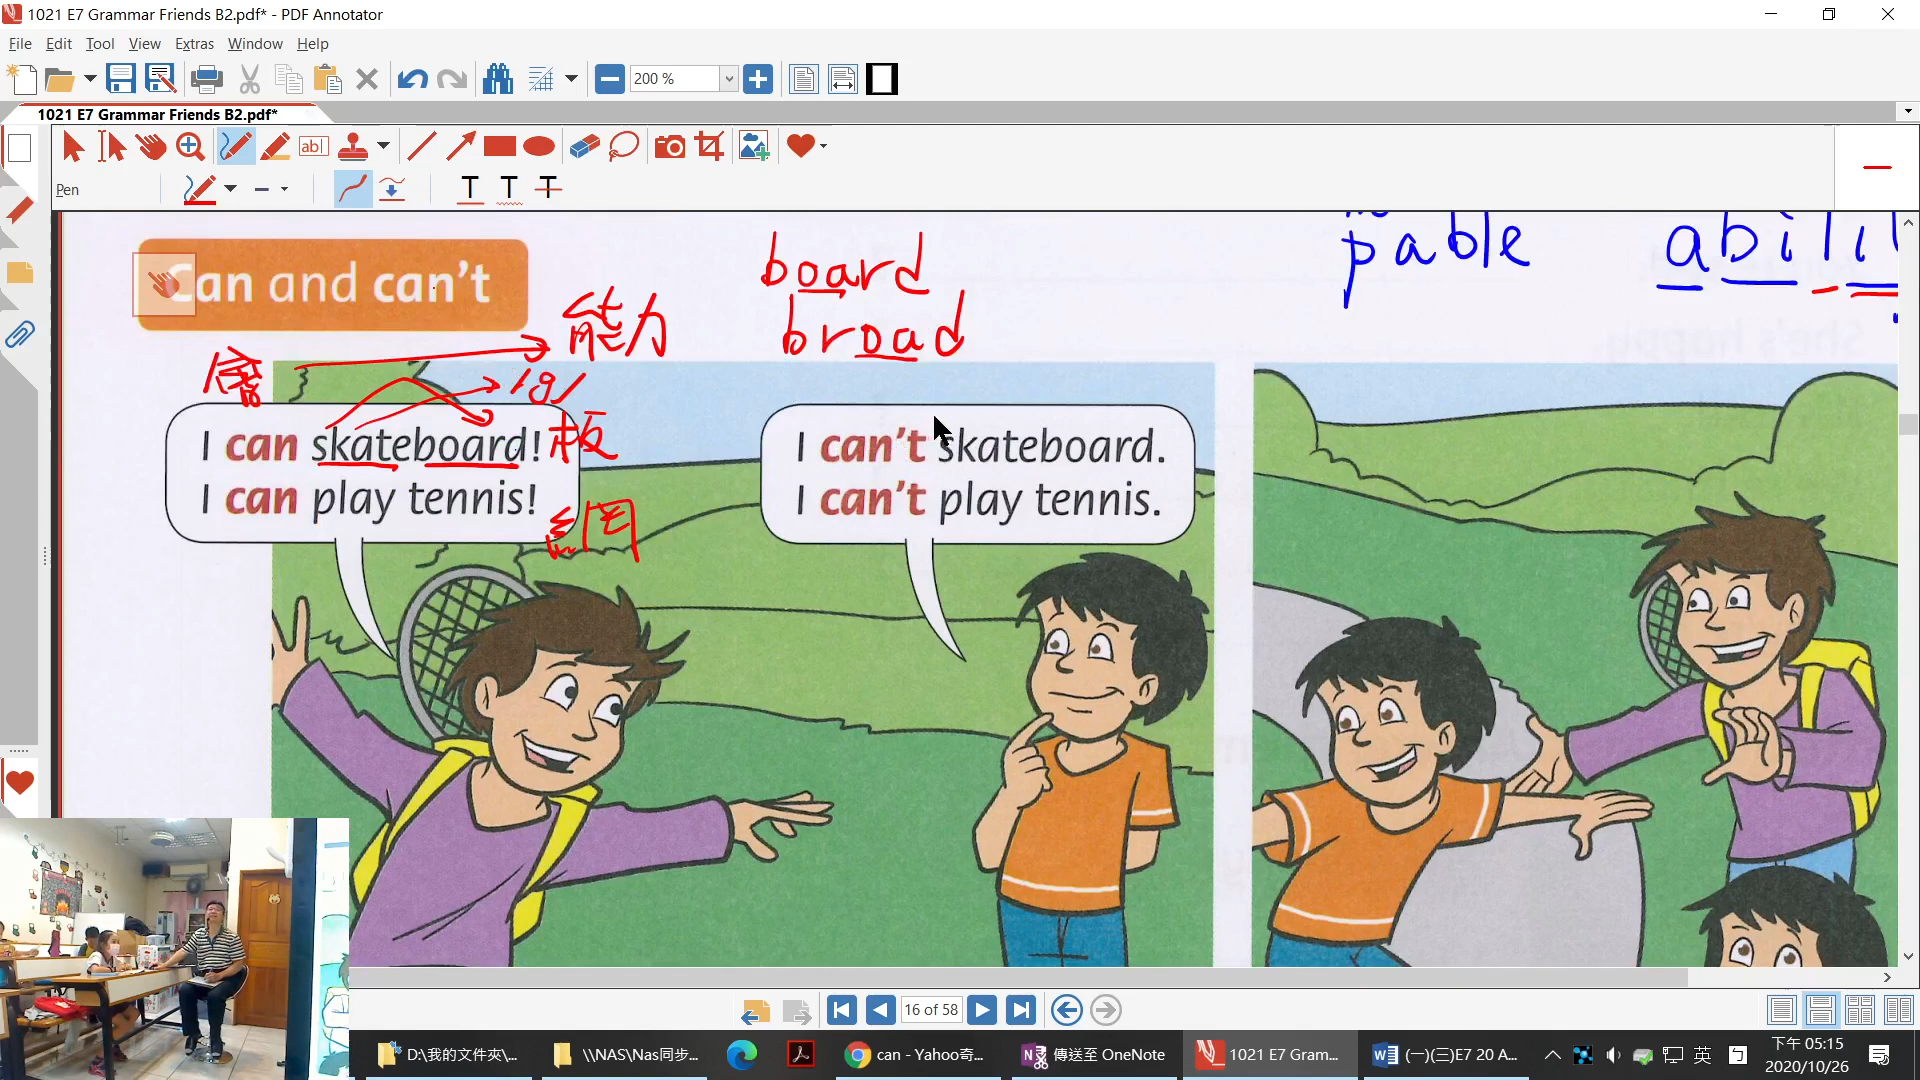 1021 E7 Grammar Friends B2.pdf* - PDF Annotator
File Edit Tool View Extras Window Help
200 %
1021 E7 Grammar Friends B2.pdf*
ab|
Pen
T T T
Can and can't
board
broad
pable
abili
會
能力
/g/
板
網
I can skateboard!
I can play tennis!
I can't skateboard.
I can't play tennis.
16 of 58
D:\我的文件夾\...
\\NAS\Nas同步...
can - Yahoo奇...
傳送至 OneNote
1021 E7 Gram...
(一)(三)E7 20 A...
英
下午 05:15
2020/10/26